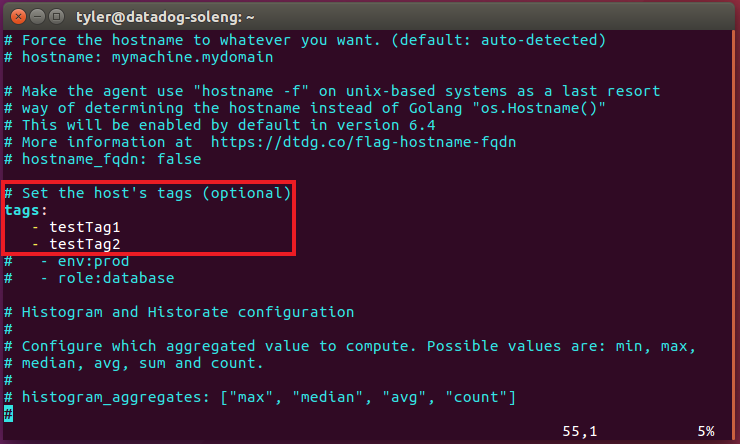 tyler@datadog-soleng: ~
# Force the hostname to whatever you want. (default: auto-detected)
# hostname: mymachine.mydomain
# Make the agent use "hostname -f" on unix-based systems as a last resort
# way of determining the hostname instead of Golang "os.Hostname()"
# This will be enabled by default in version 6.4
# More information at  https://dtdg.co/flag-hostname-fqdn
# hostname_fqdn: false
# Set the host's tags (optional)
tags:
   - testTag1
   - testTag2
#   - env:prod
#   - role:database
# Histogram and Historate configuration
#
# Configure which aggregated value to compute. Possible values are: min, max,
# median, avg, sum and count.
#
# histogram_aggregates: ["max", "median", "avg", "count"]
#
55,1 5%